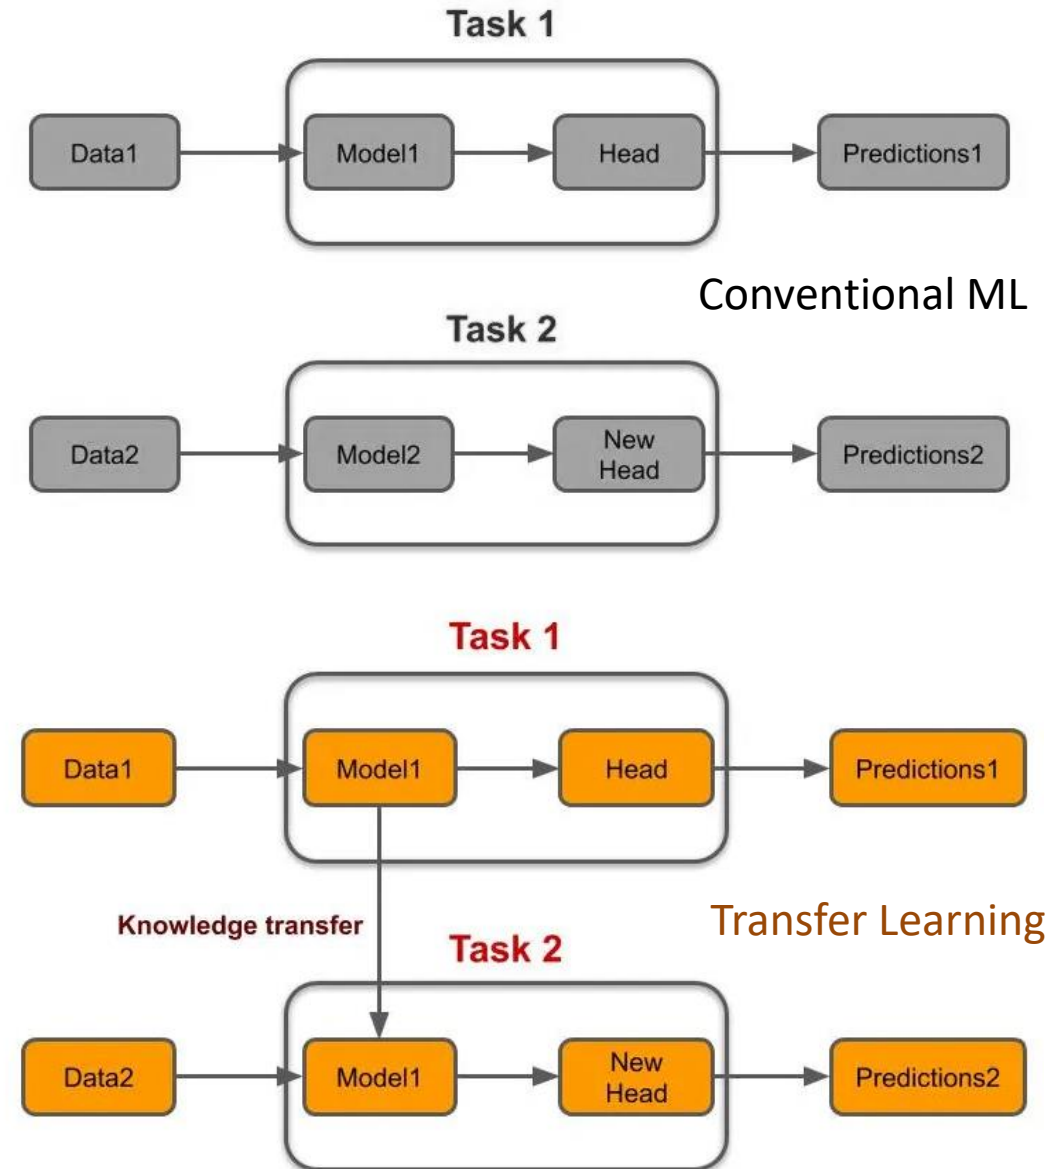 Task 1
Data1
Model1
Head
Predictions1
Conventional ML
Task 2
Data2
Model2
New
Head
Predictions2
Task 1
Data1
Model1
Head
Predictions1
Knowledge transfer
Transfer Learning
Task 2
Data2
Model1
New
Head
Predictions2